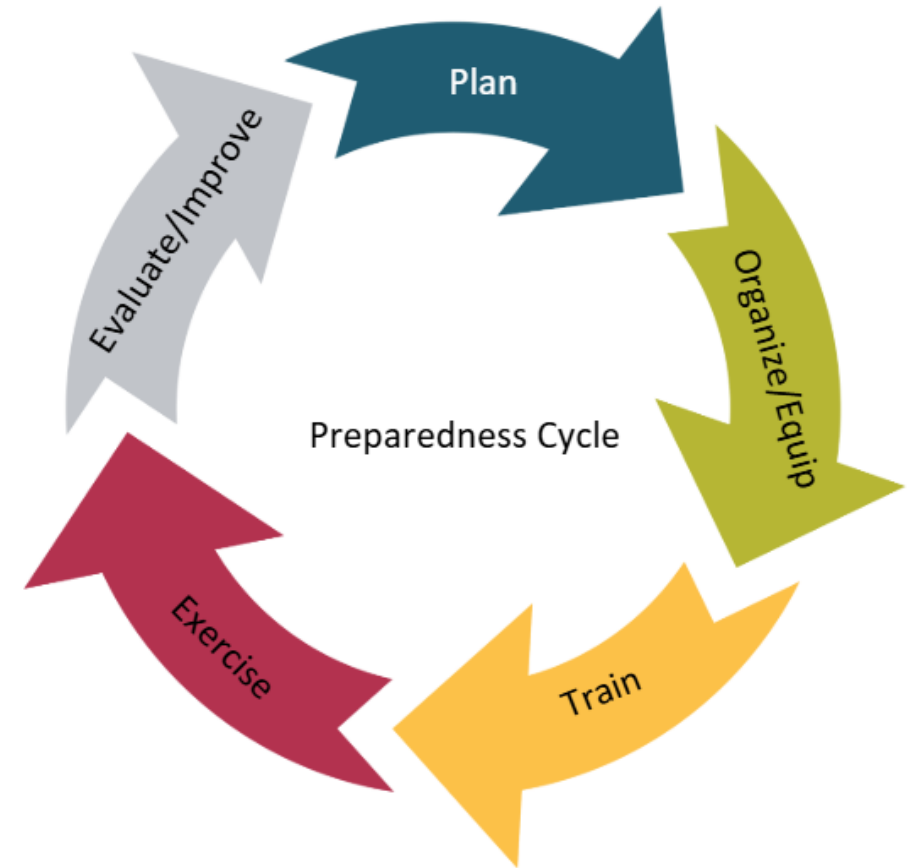 Plan
Organize/Equip
Train
Exercise
Evaluate/Improve
Preparedness Cycle